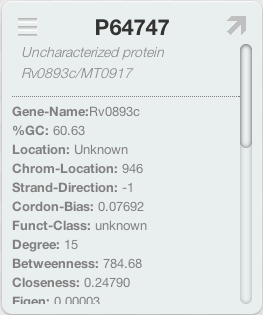 P64747
Uncharacterized protein
Rv0893c/MT0917
Gene-Name:Rv0893c
%GC: 60.63
Location: Unknown
Chrom-Location: 946
Strand-Direction: -1
Cordon-Bias: 0.07692
Funct-Class: unknown
Degree: 15
Betweenness: 784.68
Closeness: 0.24790
Eigen: 0.00003